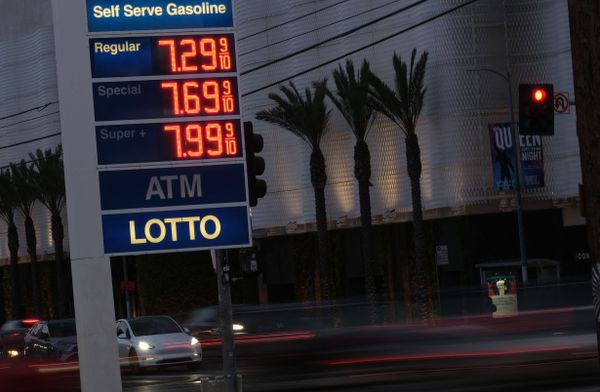 Self Serve Gasoline
Regular 7.29 9/10
Special 7.69 9/10
Super + 7.99 9/10
ATM
LOTTO